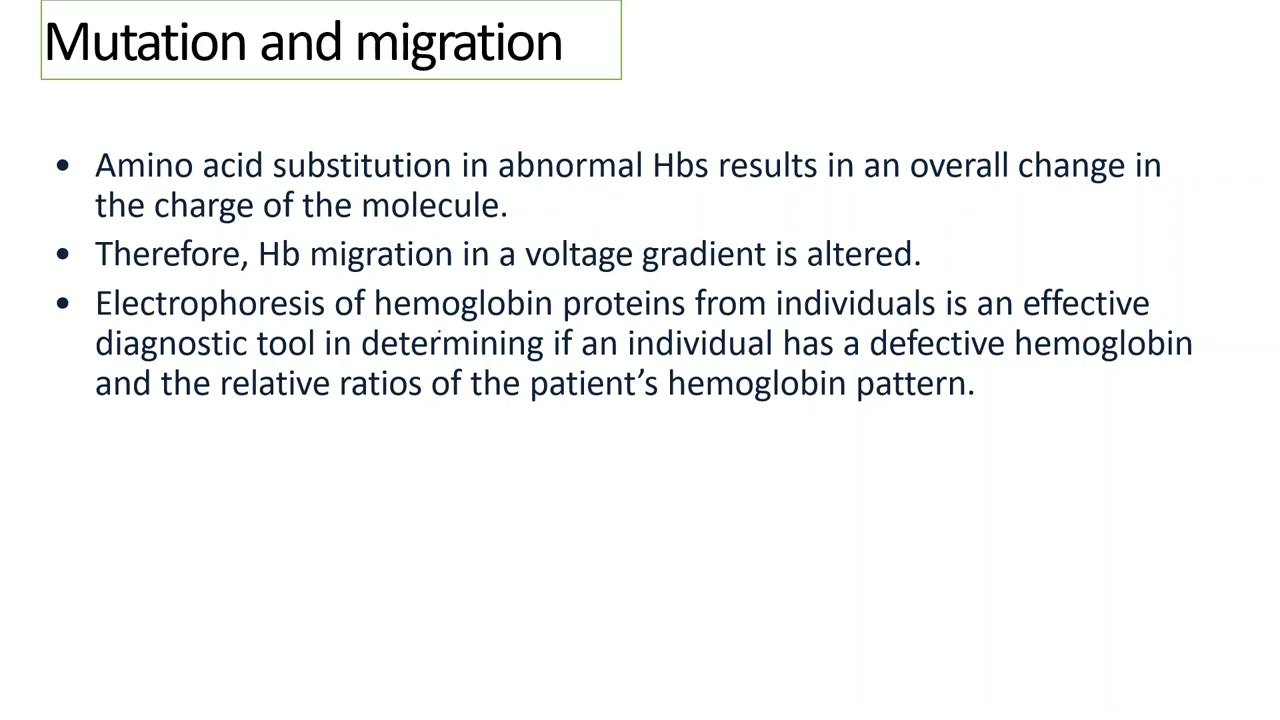 Mutation and migration
• Amino acid substitution in abnormal Hbs results in an overall change in
the charge of the molecule.
• Therefore, Hb migration in a voltage gradient is altered.
• Electrophoresis of hemoglobin proteins from individuals is an effective
diagnostic tool in determining if an individual has a defective hemoglobin
and the relative ratios of the patient’s hemoglobin pattern.